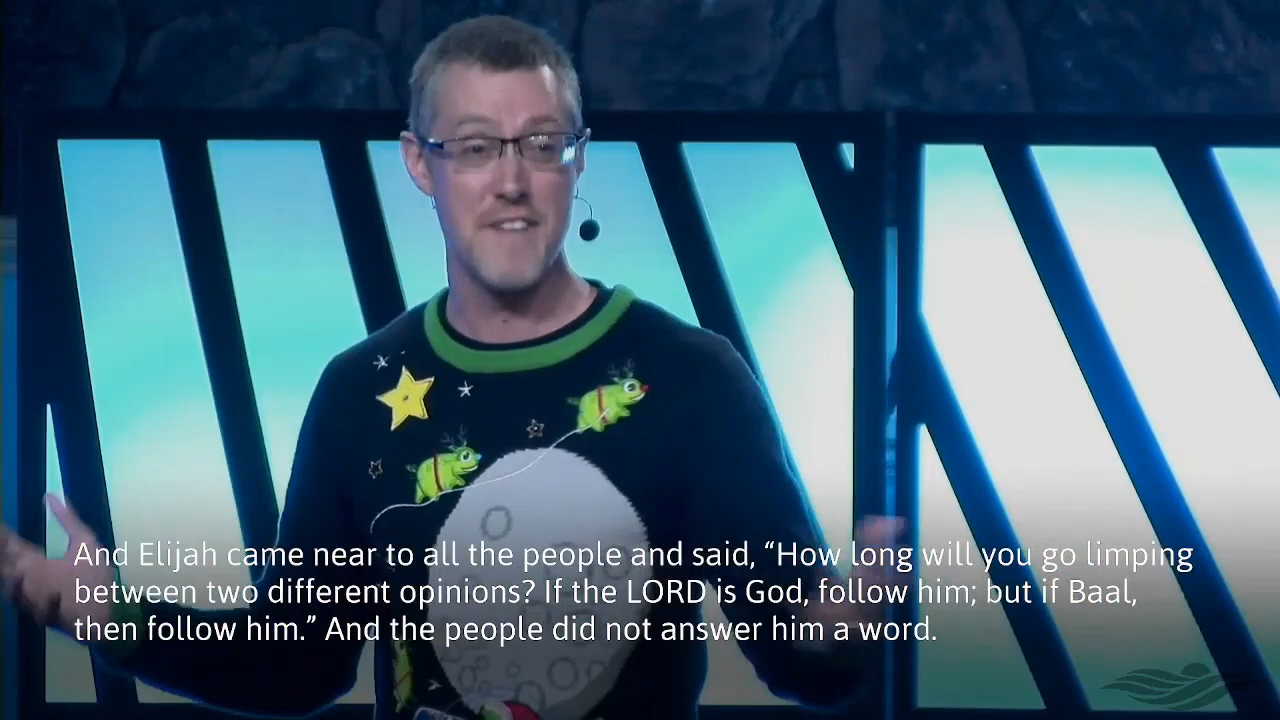 And Elijah came near to all the people and said, “How long will you go limping
between two different opinions? If the LORD is God, follow him; but if Baal,
then follow him.” And the people did not answer him a word.